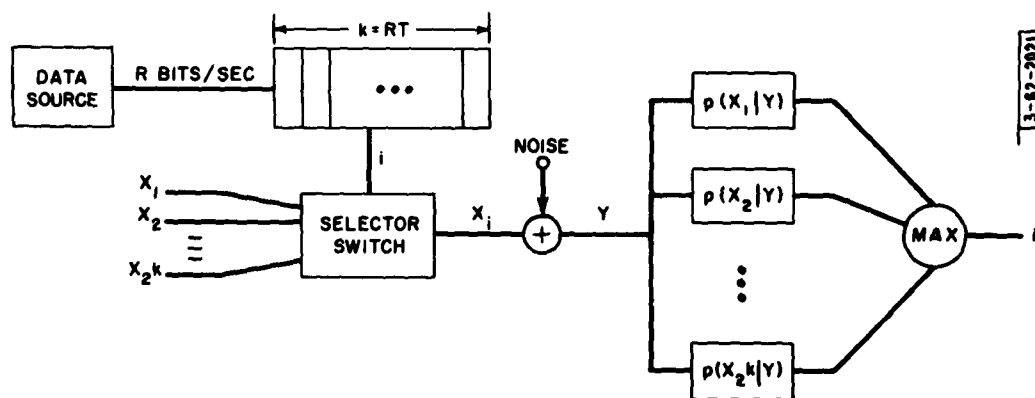 k = RT
DATA SOURCE
R BITS/SEC
•••
i
NOISE
X₁
X₂
X₂k
SELECTOR SWITCH
Xᵢ
+
Y
p(X₁|Y)
p(X₂|Y)
p(X₂k|Y)
MAX
i
3-62-2021